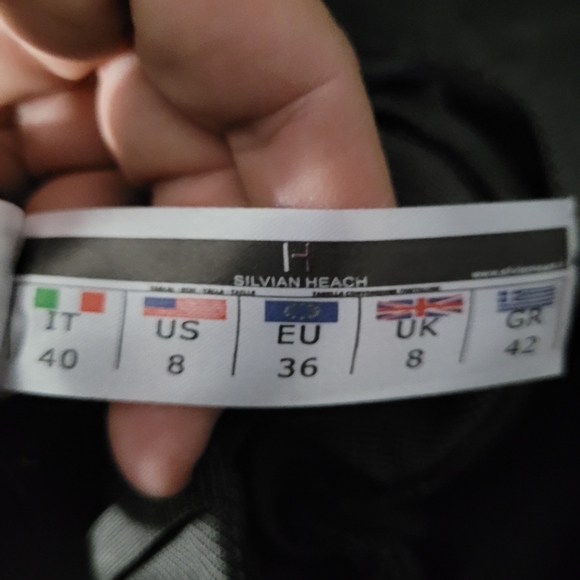 SILVIAN HEACH
IT US EU UK GR
40 8 36 8 42